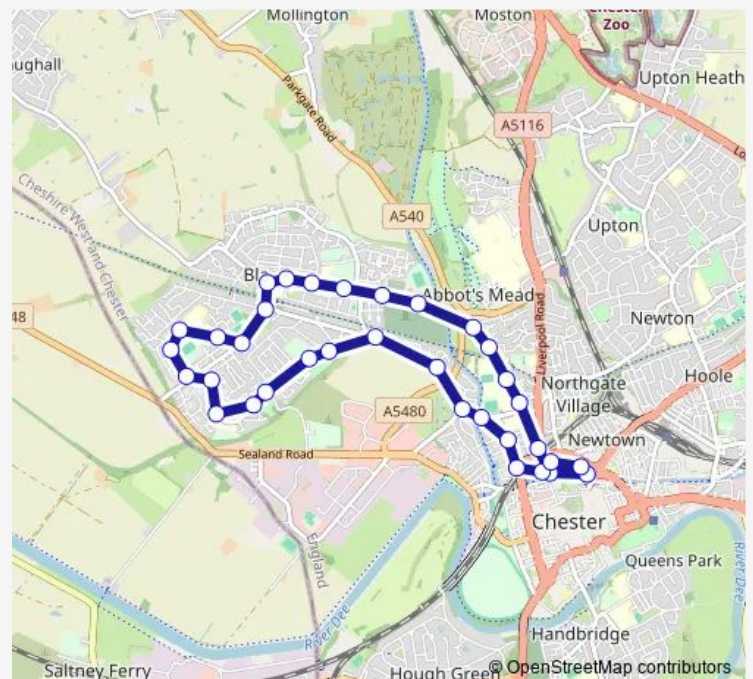 Mollington
Moston
Chester
Zoo
ughall
Upton Heath
Parkgate Road
A5116
Cheshire West and Chester
A540
Upton
Bla
Abbot's Mead
48
Liverpool Road
Newton
Northgate
Village
Hoole
A5480
Newtown
Sealand Road
Chester
England
Queens Park
River Dee
River Dee
Handbridge
Saltney Ferry
Hough Green
© OpenStreetMap contributors